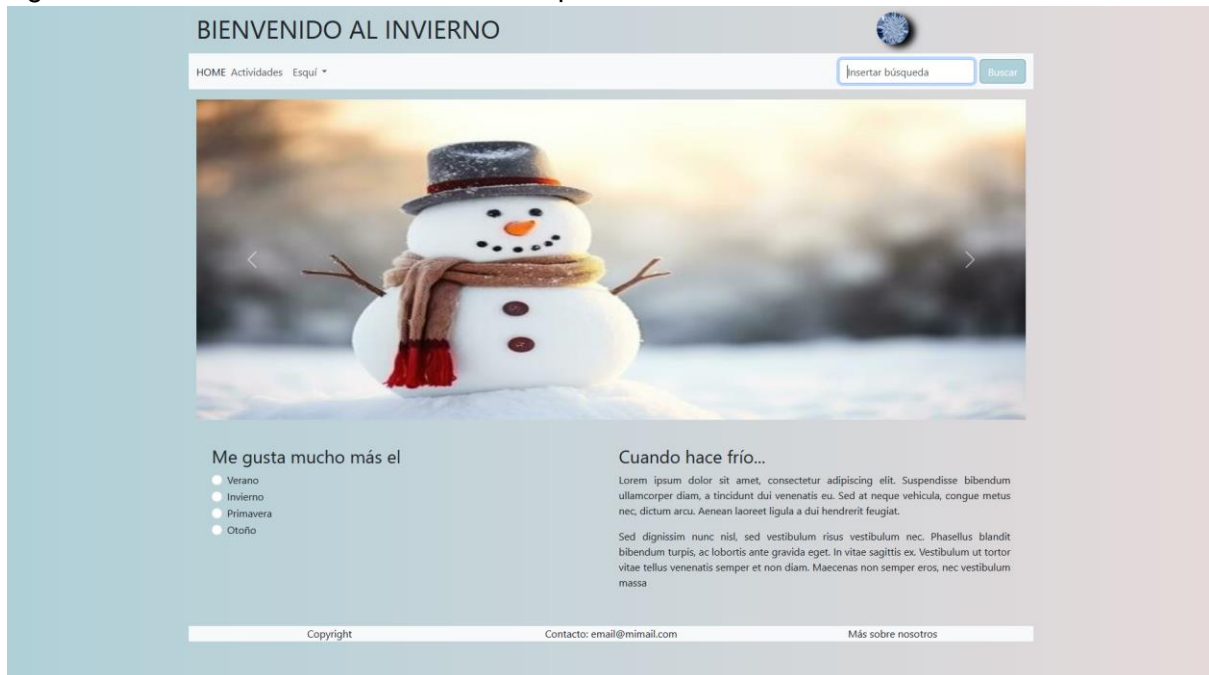 BIENVENIDO AL INVIERNO
HOME Actividades Esquí
Insertar búsqueda
Buscar
Me gusta mucho más el
Verano
Invierno
Primavera
Otoño
Cuando hace frío...
Lorem ipsum dolor sit amet, consectetur adipiscing elit. Suspendisse bibendum
ullamcorper diam, a tincidunt dui venenatis eu. Sed at neque vehicula, congue metus
nec, dictum arcu. Aenean laoreet ligula a dui hendrerit feugiat.
Sed dignissim nunc nisl, sed vestibulum risus vestibulum nec. Phasellus blandit
bibendum turpis, ac lobortis ante gravida eget. In vitae sagittis ex. Vestibulum ut tortor
vitae tellus venenatis semper et non diam. Maecenas non semper eros, nec vestibulum
massa
Copyright
Contacto: email@mimail.com
Más sobre nosotros